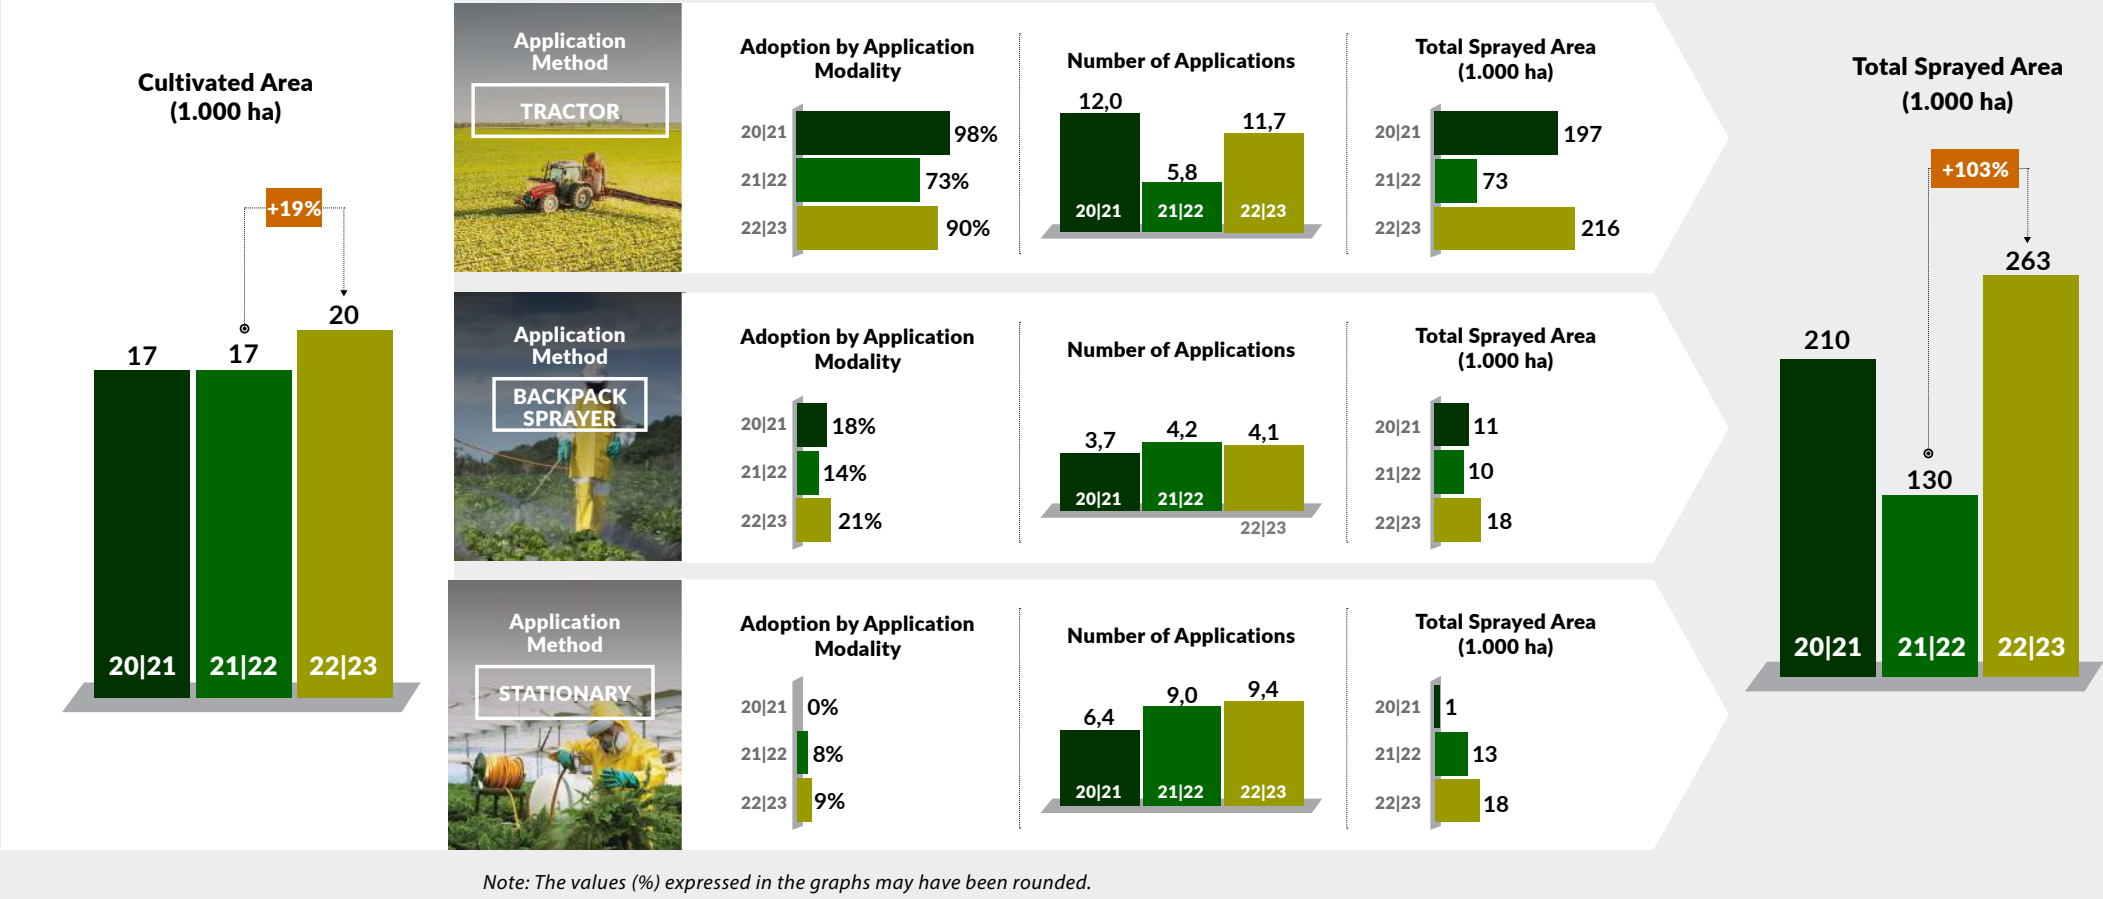 Cultivated Area
(1.000 ha)
+19%
17
17
20
20|21
21|22
22|23
Application
Method
TRACTOR
Adoption by Application
Modality
20|21
98%
21|22
73%
22|23
90%
Number of Applications
12,0
5,8
11,7
20|21
21|22
22|23
Total Sprayed Area
(1.000 ha)
20|21
197
21|22
73
22|23
216
Application
Method
BACKPACK
SPRAYER
Adoption by Application
Modality
20|21
18%
21|22
14%
22|23
21%
Number of Applications
3,7
4,2
4,1
20|21
21|22
22|23
Total Sprayed Area
(1.000 ha)
20|21
11
21|22
10
22|23
18
Application
Method
STATIONARY
Adoption by Application
Modality
20|21
0%
21|22
8%
22|23
9%
Number of Applications
6,4
9,0
9,4
20|21
21|22
22|23
Total Sprayed Area
(1.000 ha)
20|21
1
21|22
13
22|23
18
Total Sprayed Area
(1.000 ha)
+103%
210
130
263
20|21
21|22
22|23
Note: The values (%) expressed in the graphs may have been rounded.